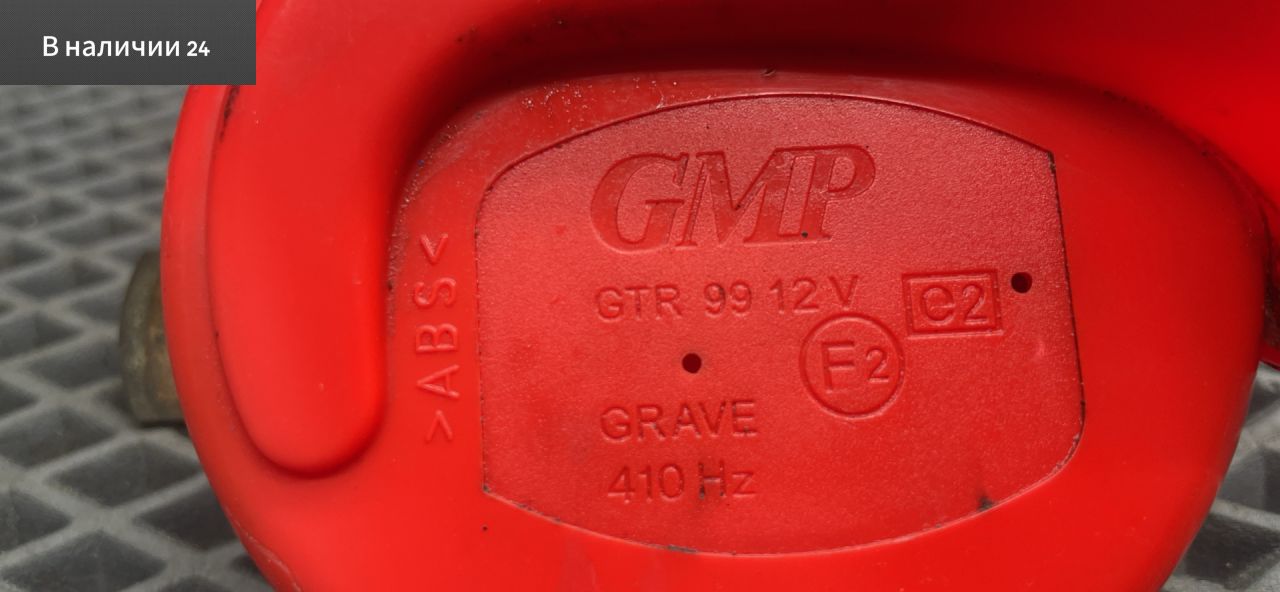 В наличии 24
GMP
GTR 99 12 V
e2
F2
GRAVE
410 Hz
>ABS<